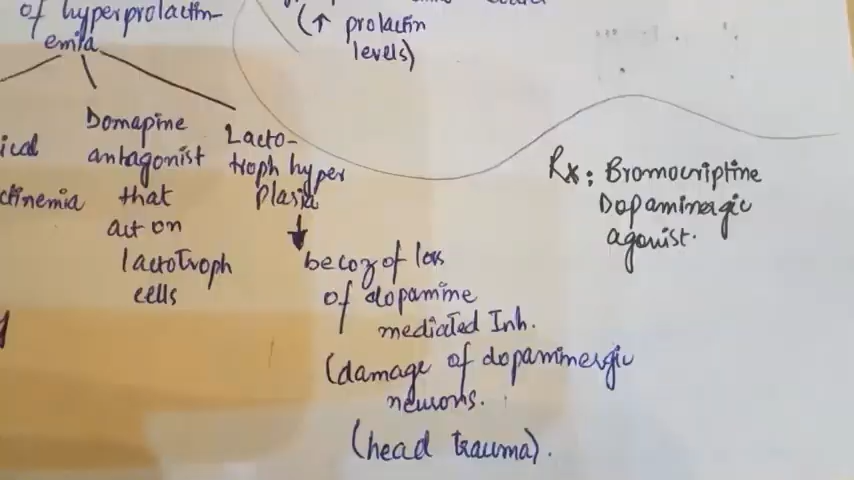 of hyperprolactin-
emia
(↑ prolactin
levels)
ical
ctinemia
Domapine
antagonist
that
act on
lactotroph
cells
Lacto-
troph hyper
plasia
becoz of loss
of dopamine
mediated Inh.
(damage of dopaminergic
neurons.
(head trauma).
Rx: Bromocriptine
Dopaminergic
agonist.